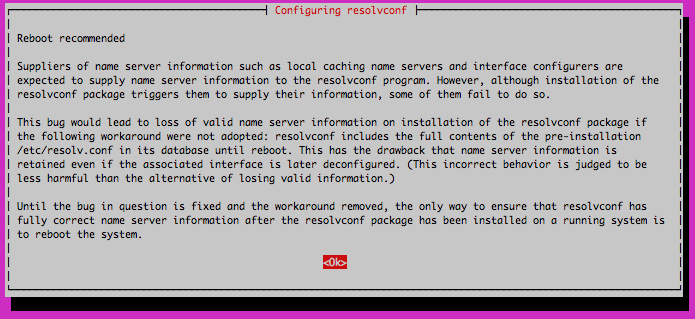 Configuring resolvconf
Reboot recommended
Suppliers of name server information such as local caching name servers and interface configurers are
expected to supply name server information to the resolvconf program. However, although installation of the
resolvconf package triggers them to supply their information, some of them fail to do so.
This bug would lead to loss of valid name server information on installation of the resolvconf package if
the following workaround were not adopted: resolvconf includes the full contents of the pre-installation
/etc/resolv.conf in its database until reboot. This has the drawback that name server information is
retained even if the associated interface is later deconfigured. (This incorrect behavior is judged to be
less harmful than the alternative of losing valid information.)
Until the bug in question is fixed and the workaround removed, the only way to ensure that resolvconf has
fully correct name server information after the resolvconf package has been installed on a running system is
to reboot the system.
<Ok>